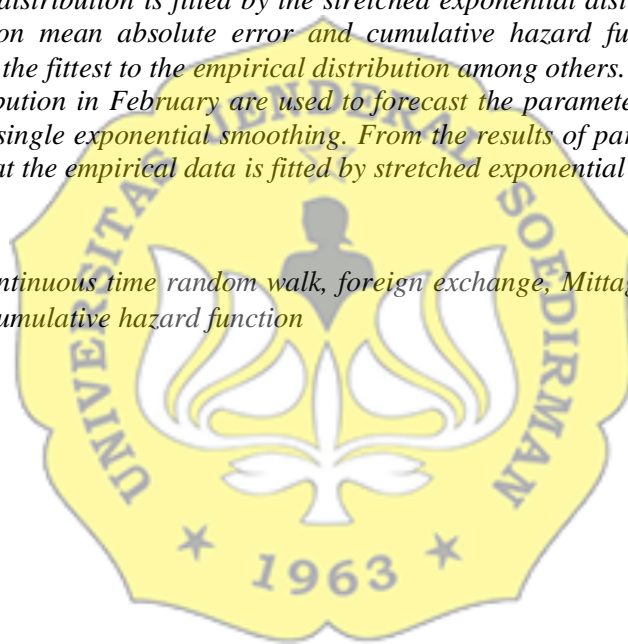 distribution is fitted by the stretched exponential dist
on mean absolute error and cumulative hazard fu
the fittest to the empirical distribution among others.
bution in February are used to forecast the paramete
single exponential smoothing. From the results of par
at the empirical data is fitted by stretched exponential
ntinuous time random walk, foreign exchange, Mittag
umulative hazard function
UNIVERSITAS JENDERAL SOEDIRMAN
1963